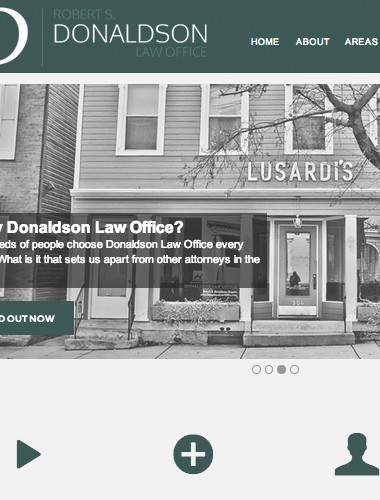 ROBERT S.
DONALDSON
LAW OFFICE
HOME ABOUT AREAS
LUSARDI'S
Donaldson Law Office?
of people choose Donaldson Law Office every
What is it that sets us apart from other attorneys in the
OUT NOW